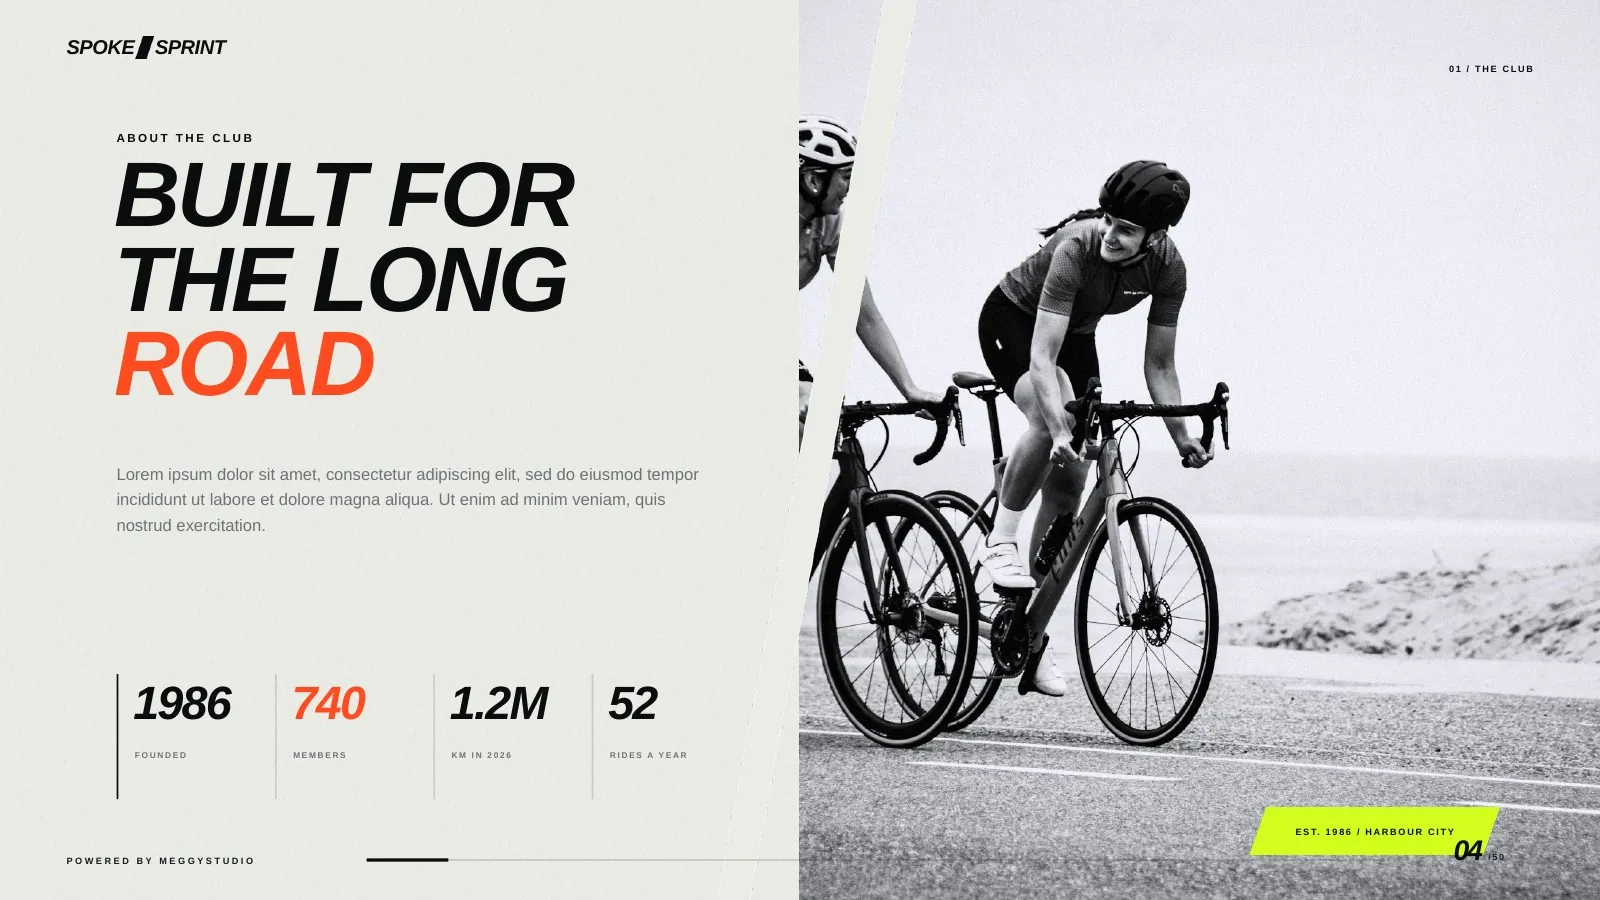 SPOKE SPRINT
01 / THE CLUB
ABOUT THE CLUB
BUILT FOR
THE LONG
ROAD
Lorem ipsum dolor sit amet, consectetur adipiscing elit, sed do eiusmod tempor
incididunt ut labore et dolore magna aliqua. Ut enim ad minim veniam, quis
nostrud exercitation.
1986
FOUNDED
740
MEMBERS
1.2M
KM IN 2026
52
RIDES A YEAR
EST. 1986 / HARBOUR CITY
POWERED BY MEGGYSTUDIO
04 /50